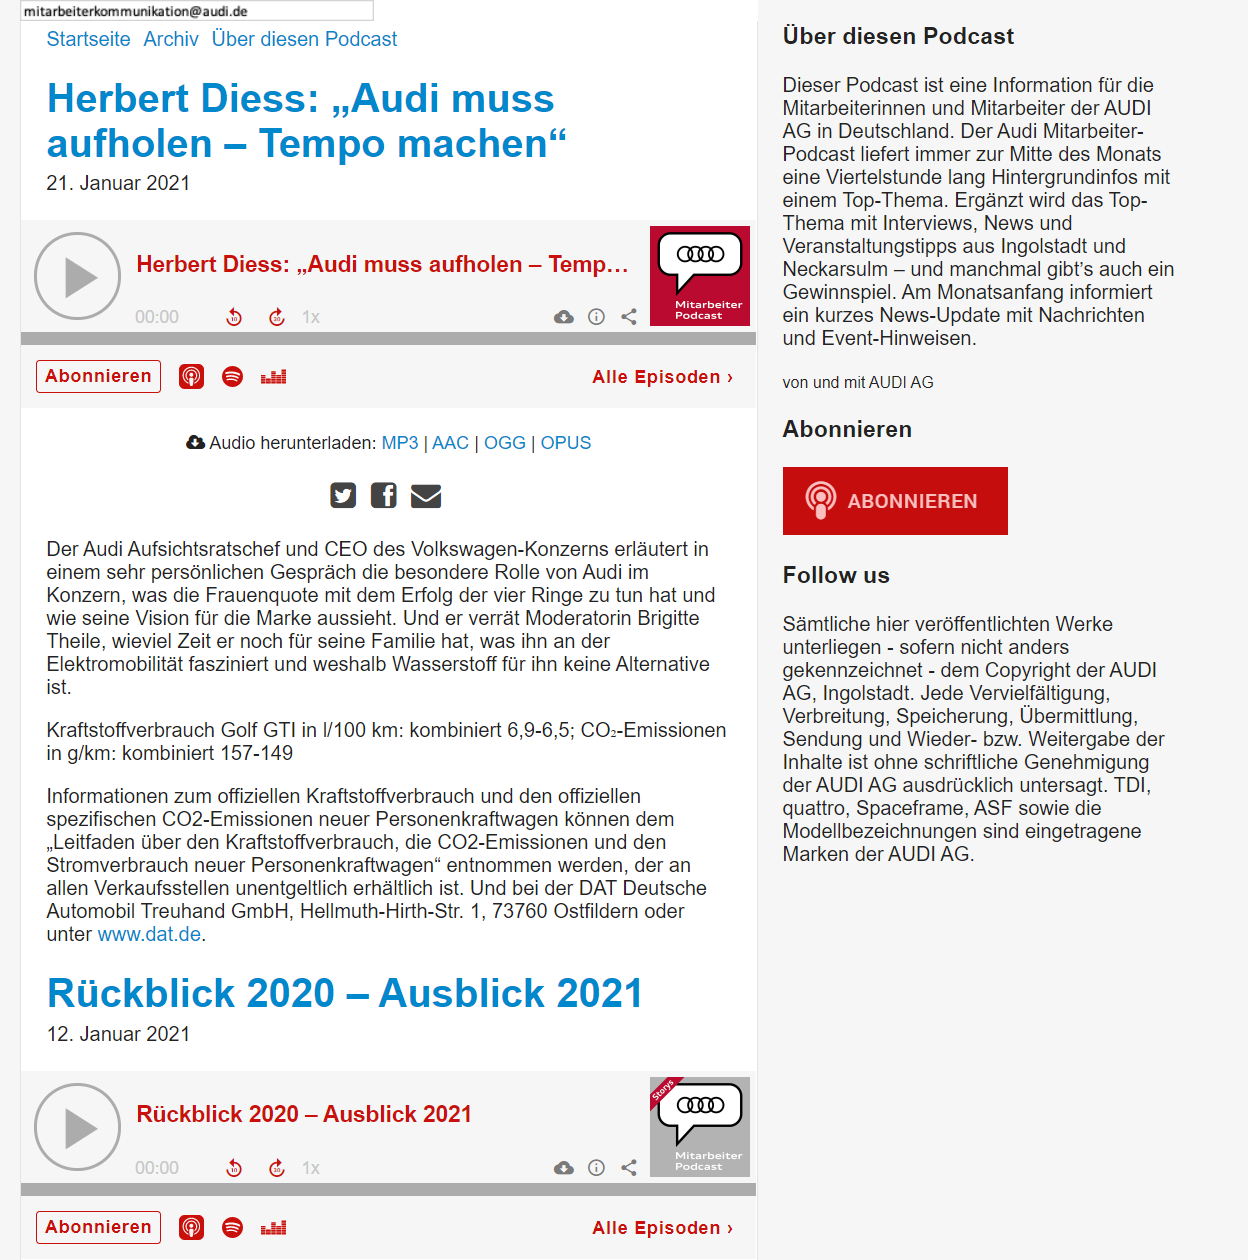 mitarbeiterkommunikation@audi.de
Startseite Archiv Über diesen Podcast
Herbert Diess: „Audi muss
aufholen – Tempo machen“
21. Januar 2021
Herbert Diess: „Audi muss aufholen – Temp…
Mitarbeiter
Podcast
00:00 10 30 1x
Abonnieren Alle Episoden ›
Audio herunterladen: MP3 | AAC | OGG | OPUS
Der Audi Aufsichtsratschef und CEO des Volkswagen-Konzerns erläutert in
einem sehr persönlichen Gespräch die besondere Rolle von Audi im
Konzern, was die Frauenquote mit dem Erfolg der vier Ringe zu tun hat und
wie seine Vision für die Marke aussieht. Und er verrät Moderatorin Brigitte
Theile, wieviel Zeit er noch für seine Familie hat, was ihn an der
Elektromobilität fasziniert und weshalb Wasserstoff für ihn keine Alternative
ist.
Kraftstoffverbrauch Golf GTI in l/100 km: kombiniert 6,9-6,5; CO₂-Emissionen
in g/km: kombiniert 157-149
Informationen zum offiziellen Kraftstoffverbrauch und den offiziellen
spezifischen CO2-Emissionen neuer Personenkraftwagen können dem
„Leitfaden über den Kraftstoffverbrauch, die CO2-Emissionen und den
Stromverbrauch neuer Personenkraftwagen“ entnommen werden, der an
allen Verkaufsstellen unentgeltlich erhältlich ist. Und bei der DAT Deutsche
Automobil Treuhand GmbH, Hellmuth-Hirth-Str. 1, 73760 Ostfildern oder
unter www.dat.de.
Rückblick 2020 – Ausblick 2021
12. Januar 2021
Rückblick 2020 – Ausblick 2021
Storys
Mitarbeiter
Podcast
00:00 10 30 1x
Abonnieren Alle Episoden ›
Über diesen Podcast
Dieser Podcast ist eine Information für die
Mitarbeiterinnen und Mitarbeiter der AUDI
AG in Deutschland. Der Audi Mitarbeiter-
Podcast liefert immer zur Mitte des Monats
eine Viertelstunde lang Hintergrundinfos mit
einem Top-Thema. Ergänzt wird das Top-
Thema mit Interviews, News und
Veranstaltungstipps aus Ingolstadt und
Neckarsulm – und manchmal gibt’s auch ein
Gewinnspiel. Am Monatsanfang informiert
ein kurzes News-Update mit Nachrichten
und Event-Hinweisen.
von und mit AUDI AG
Abonnieren
ABONNIEREN
Follow us
Sämtliche hier veröffentlichten Werke
unterliegen - sofern nicht anders
gekennzeichnet - dem Copyright der AUDI
AG, Ingolstadt. Jede Vervielfältigung,
Verbreitung, Speicherung, Übermittlung,
Sendung und Wieder- bzw. Weitergabe der
Inhalte ist ohne schriftliche Genehmigung
der AUDI AG ausdrücklich untersagt. TDI,
quattro, Spaceframe, ASF sowie die
Modellbezeichnungen sind eingetragene
Marken der AUDI AG.